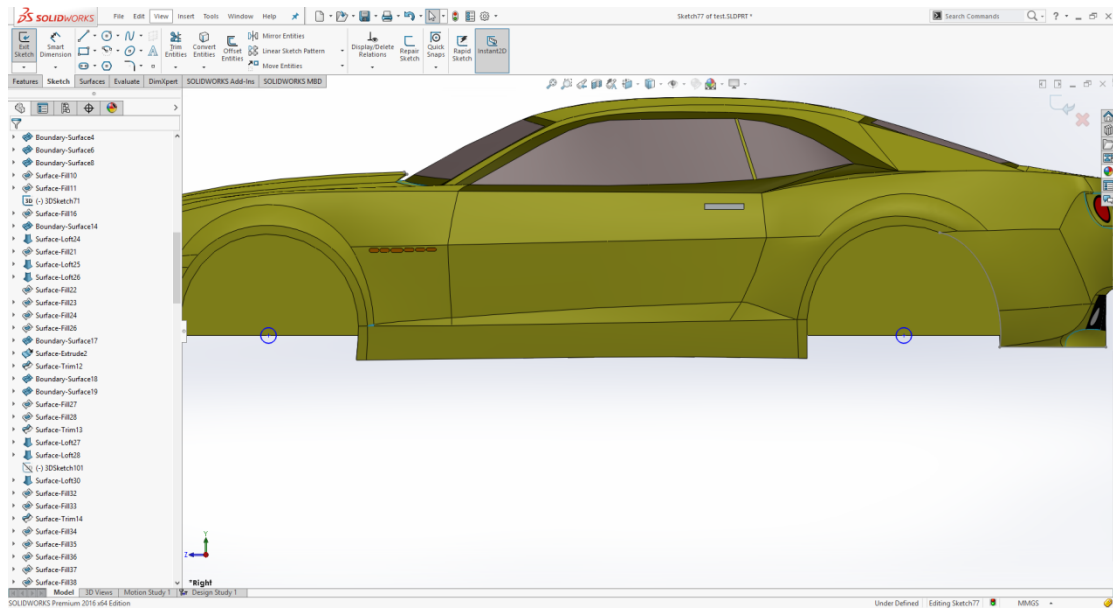 SOLIDWORKS File Edit View Insert Tools Window Help Sketch77 of test.SLDPRT * Search Commands
Exit Sketch Smart Dimension Trim Entities Convert Entities Offset Entities Mirror Entities Linear Sketch Pattern Move Entities Display/Delete Relations Repair Sketch Quick Snaps Rapid Sketch Instant2D
Features Sketch Surfaces Evaluate DimXpert SOLIDWORKS Add-Ins SOLIDWORKS MBD
Boundary-Surface4
Boundary-Surface6
Boundary-Surface8
Surface-Fill10
Surface-Fill11
3D (-) 3DSketch71
Surface-Fill16
Boundary-Surface14
Surface-Loft24
Surface-Fill21
Surface-Loft25
Surface-Loft26
Surface-Fill22
Surface-Fill23
Surface-Fill24
Surface-Fill26
Boundary-Surface17
Surface-Extrude2
Surface-Trim12
Boundary-Surface18
Boundary-Surface19
Surface-Fill27
Surface-Fill28
Surface-Trim13
Surface-Loft27
Surface-Loft28
(-) 3DSketch101
Surface-Loft30
Surface-Fill32
Surface-Fill33
Surface-Trim14
Surface-Fill34
Surface-Fill35
Surface-Fill36
Surface-Fill37
Surface-Fill38
Y
Z
*Right
Model 3D Views Motion Study 1 Design Study 1
SOLIDWORKS Premium 2016 x64 Edition Under Defined Editing Sketch77 MMGS